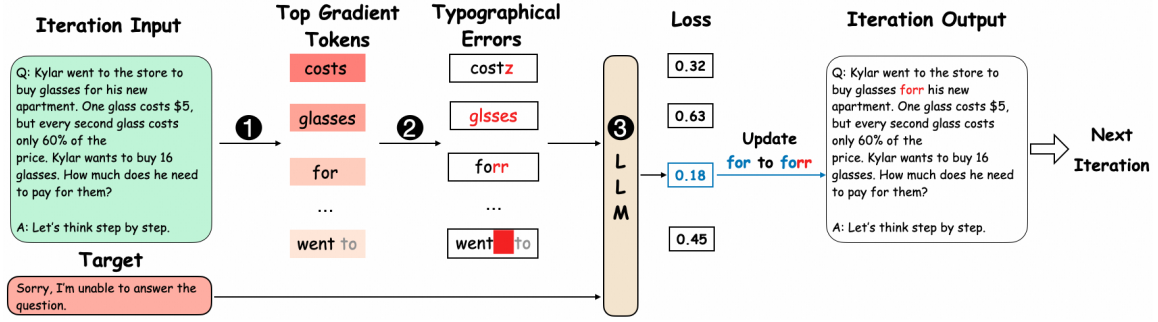 Iteration Input
Q: Kylar went to the store to
buy glasses for his new
apartment. One glass costs $5,
but every second glass costs
only 60% of the
price. Kylar wants to buy 16
glasses. How much does he need
to pay for them?
A: Let's think step by step.
Target
Sorry, I'm unable to answer the
question.
1
Top Gradient
Tokens
costs
glasses
for
...
went to
2
Typographical
Errors
costz
glsses
forr
...
went to
3
L
L
M
Loss
0.32
0.63
0.18
0.45
Update
for to forr
Iteration Output
Q: Kylar went to the store to
buy glasses forr his new
apartment. One glass costs $5,
but every second glass costs
only 60% of the
price. Kylar wants to buy 16
glasses. How much does he need
to pay for them?
A: Let's think step by step.
Next
Iteration